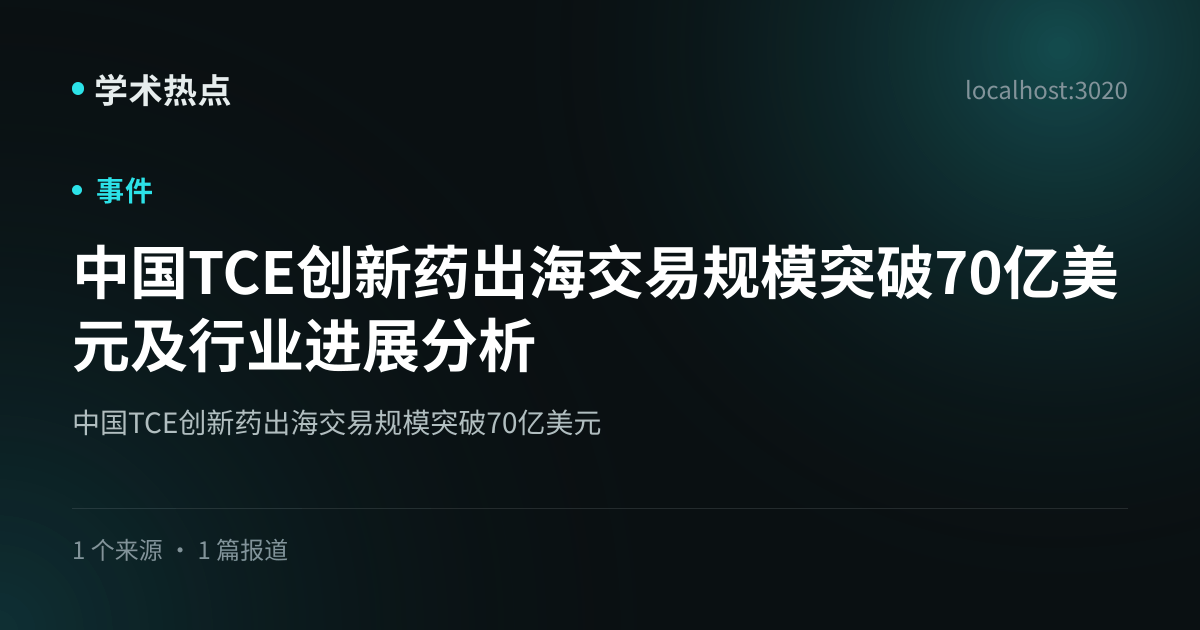 学术热点
localhost:3020
事件
中国TCE创新药出海交易规模突破70亿美
元及行业进展分析
中国TCE创新药出海交易规模突破70亿美元
1 个来源 · 1 篇报道